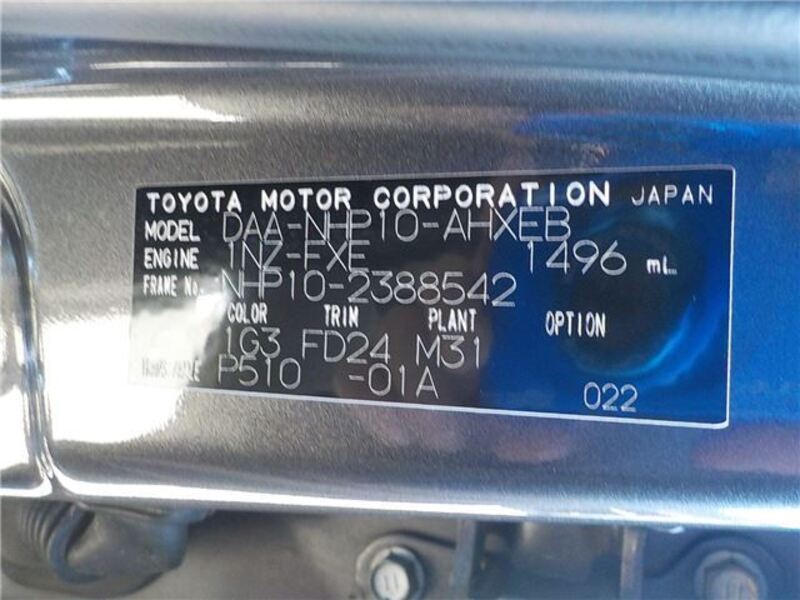 TOYOTA MOTOR CORPORATION JAPAN
MODEL DAA-NHP10-AHXEB
ENGINE 1NZ-FXE 1496 mL
FRAME No. NHP10-2388542
COLOR TRIM PLANT OPTION
1G3 FD24 M31
P510 -01A 022